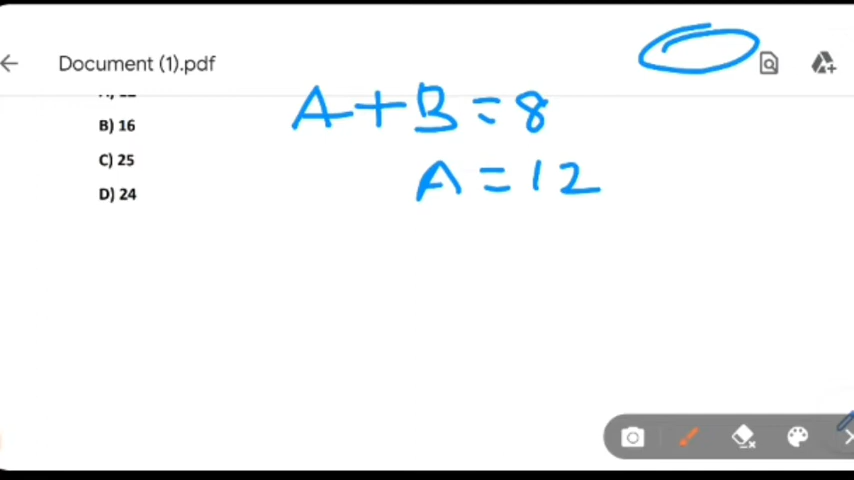 Document (1).pdf
A + B = 8
B) 16
C) 25
A = 12
D) 24